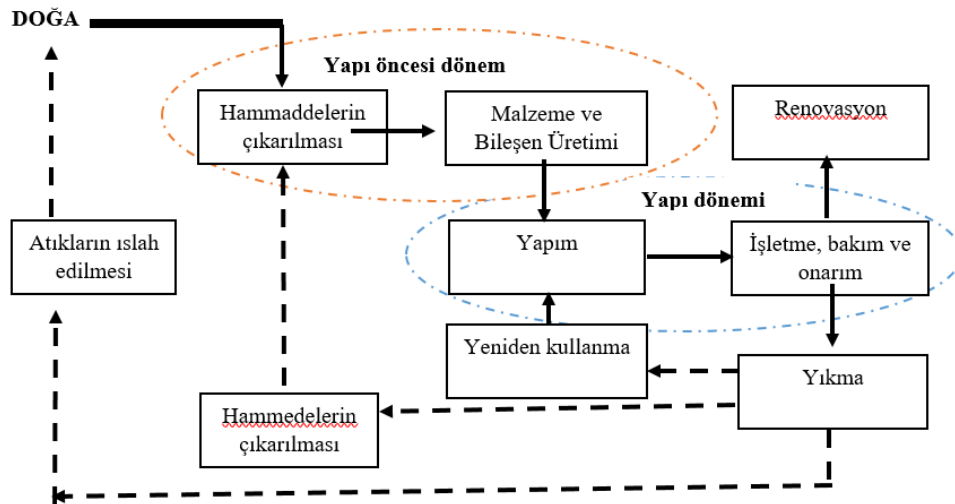 DOĞA
Yapı öncesi dönem
Hammaddelerin
çıkarılması
Malzeme ve
Bileşen Üretimi
Renovasyon
Yapı dönemi
Atıkların ıslah
edilmesi
Yapım
İşletme, bakım ve
onarım
Yeniden kullanma
Yıkma
Hammedelerin
çıkarılması